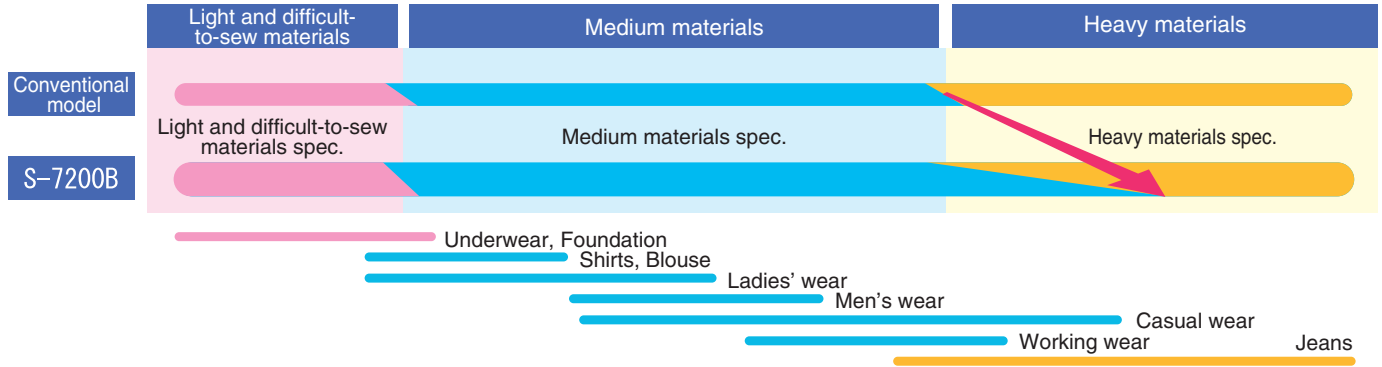 Light and difficult-
to-sew materials
Medium materials
Heavy materials
Conventional
model
Light and difficult-to-sew
materials spec.
Medium materials spec.
Heavy materials spec.
S-7200B
Underwear, Foundation
Shirts, Blouse
Ladies' wear
Men's wear
Casual wear
Working wear
Jeans